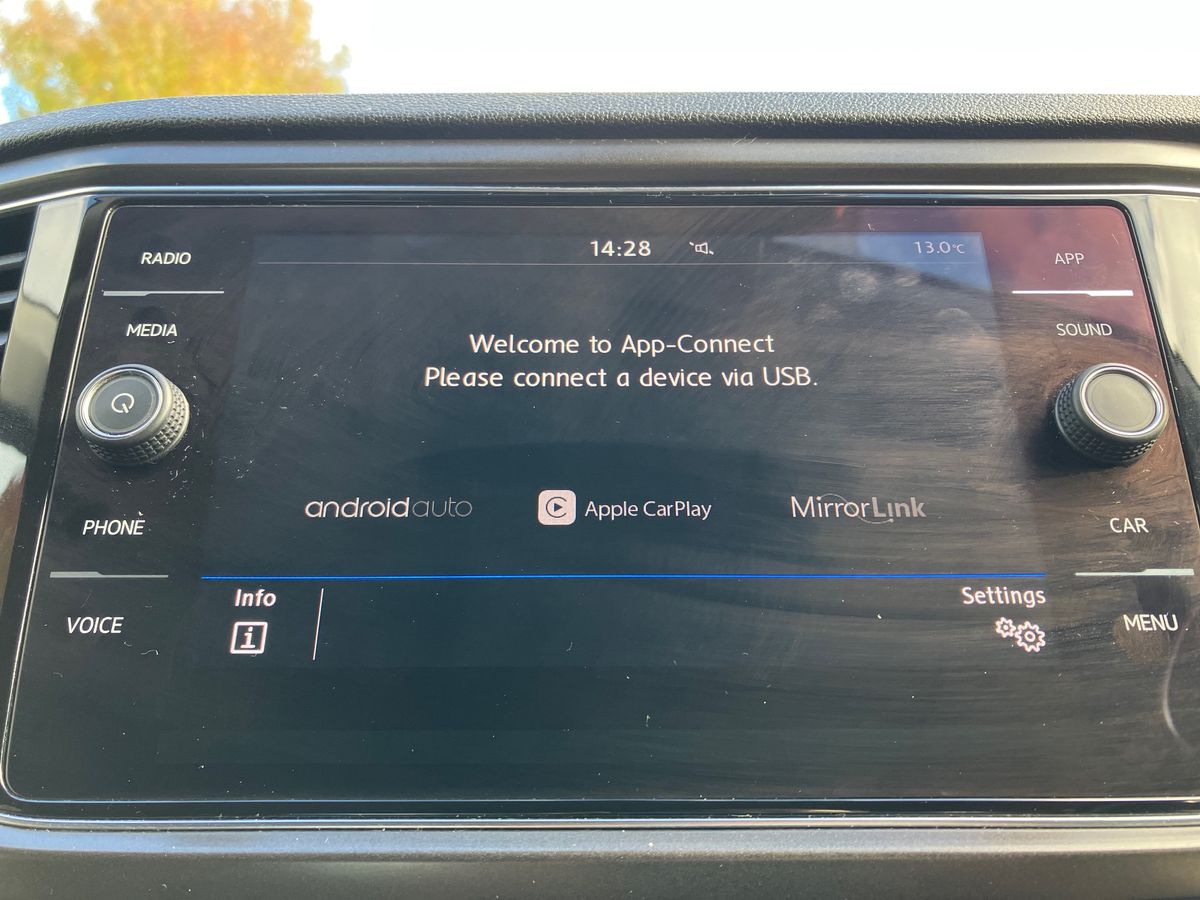 14:28
13.0°C
RADIO
APP
MEDIA
SOUND
Welcome to App-Connect
Please connect a device via USB.
androidauto
Apple CarPlay
MirrorLink
PHONE
CAR
Info
Settings
VOICE
MENU